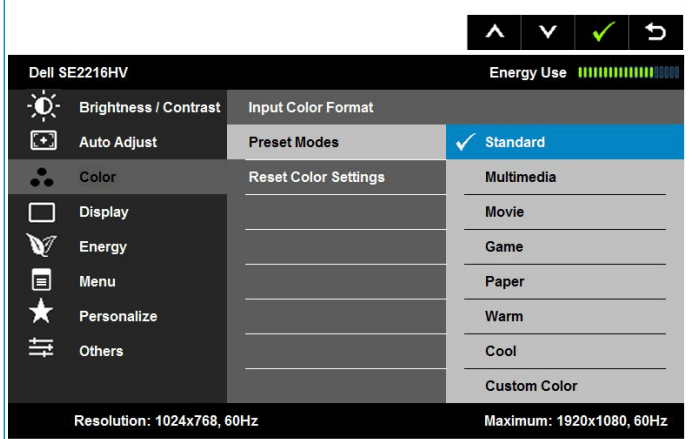 Dell SE2216HV
Energy Use
Brightness / Contrast
Input Color Format
Auto Adjust
Preset Modes
Standard
Color
Reset Color Settings
Multimedia
Display
Movie
Energy
Game
Menu
Paper
Personalize
Warm
Others
Cool
Custom Color
Resolution: 1024x768, 60Hz
Maximum: 1920x1080, 60Hz